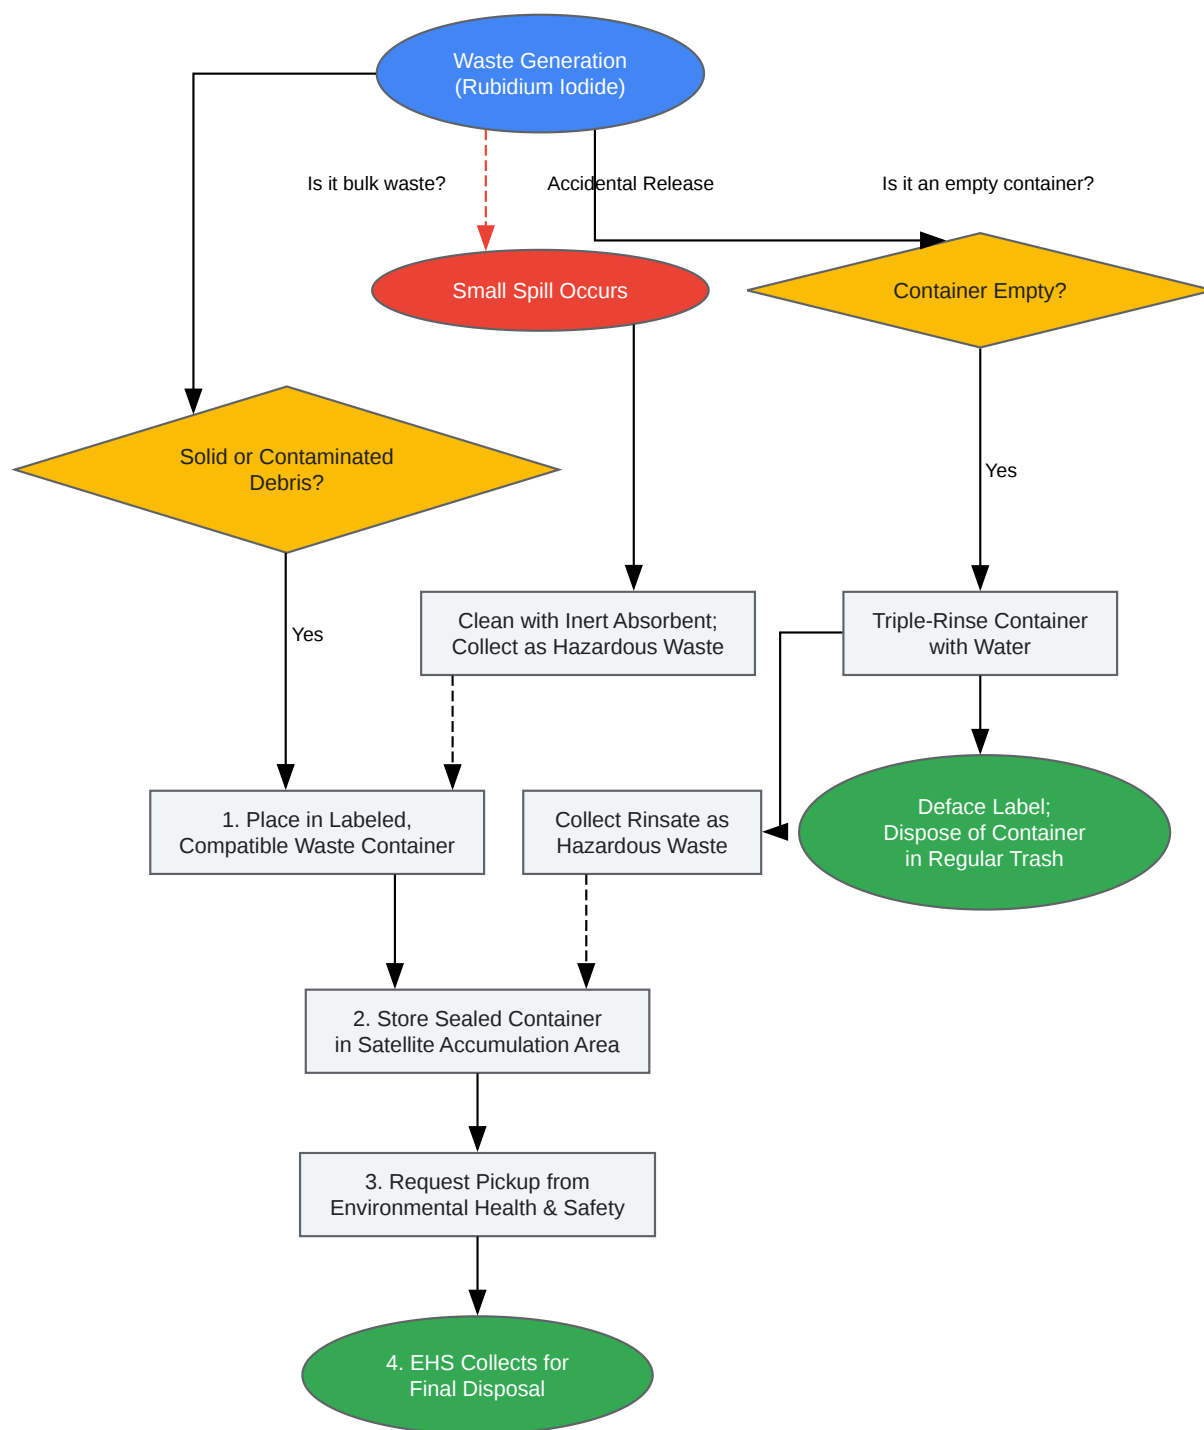 Waste Generation
(Rubidium Iodide)
Is it bulk waste?
Accidental Release
Is it an empty container?
Small Spill Occurs
Container Empty?
Solid or Contaminated
Debris?
Yes
Clean with Inert Absorbent;
Collect as Hazardous Waste
Triple-Rinse Container
with Water
Yes
1. Place in Labeled,
Compatible Waste Container
Collect Rinsate as
Hazardous Waste
Deface Label;
Dispose of Container
in Regular Trash
2. Store Sealed Container
in Satellite Accumulation Area
3. Request Pickup from
Environmental Health & Safety
4. EHS Collects for
Final Disposal